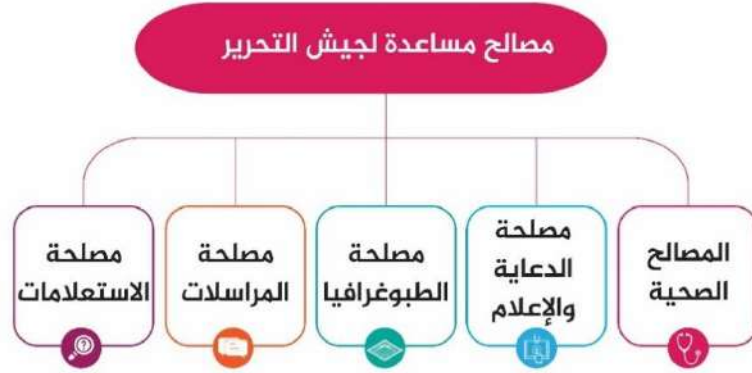 مصالح مساعدة لجيش التحرير
المصالح
الصحية
مصلحة
الدعاية
والإعلام
مصلحة
الطبوغرافيا
مصلحة
المراسلات
مصلحة
الاستعلامات